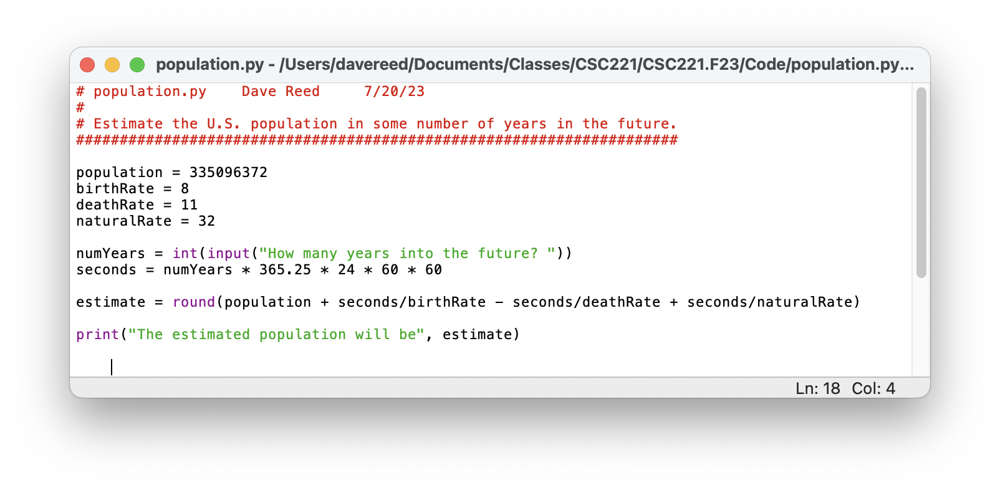 population.py - /Users/davereed/Documents/Classes/CSC221/CSC221.F23/Code/population.py...
# population.py    Dave Reed     7/20/23
#
# Estimate the U.S. population in some number of years in the future.
#####################################################################
population = 335096372
birthRate = 8
deathRate = 11
naturalRate = 32
numYears = int(input("How many years into the future? "))
seconds = numYears * 365.25 * 24 * 60 * 60
estimate = round(population + seconds/birthRate - seconds/deathRate + seconds/naturalRate)
print("The estimated population will be", estimate)
Ln: 18  Col: 4